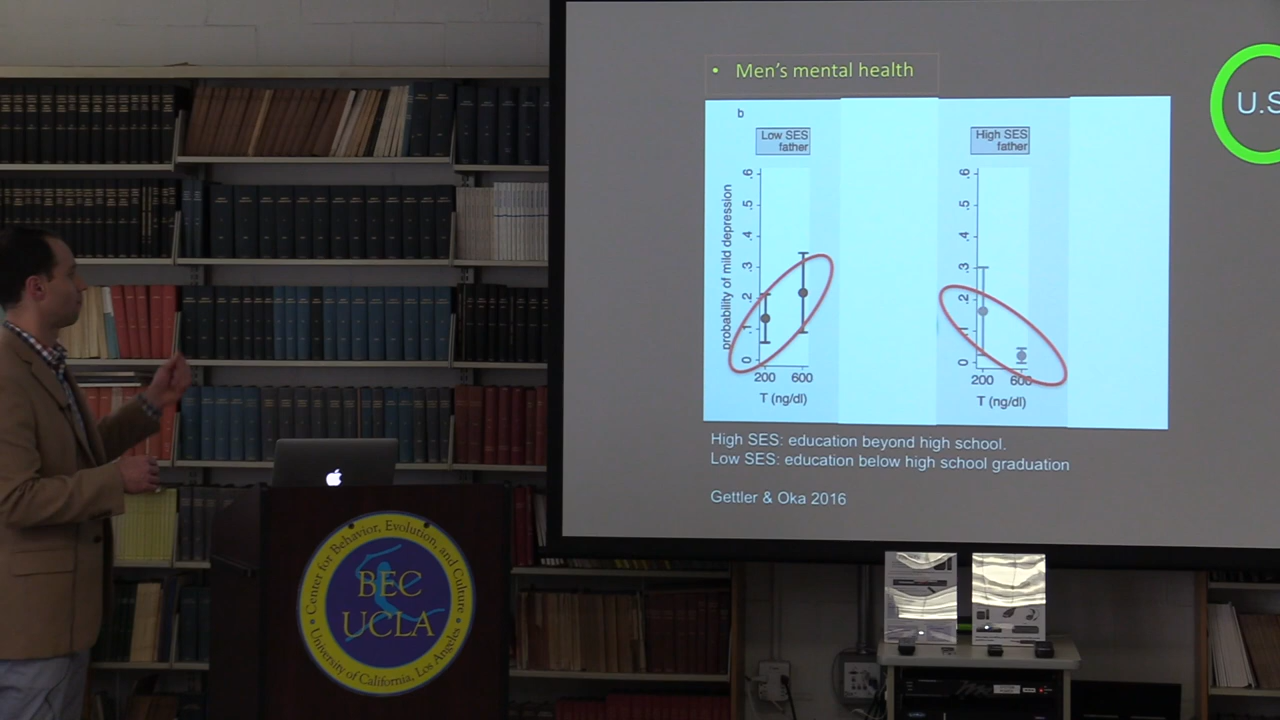 • Men's mental health
U.S
b
Low SES
father
High SES
father
probability of mild depression
.6
.5
.4
.3
.2
.1
0
200 600
T (ng/dl)
.6
.5
.4
.3
.2
.1
0
200 600
T (ng/dl)
High SES: education beyond high school.
Low SES: education below high school graduation
Gettler & Oka 2016
Center for Behavior, Evolution, and Culture
BEC
UCLA
• University of California, Los Angeles •